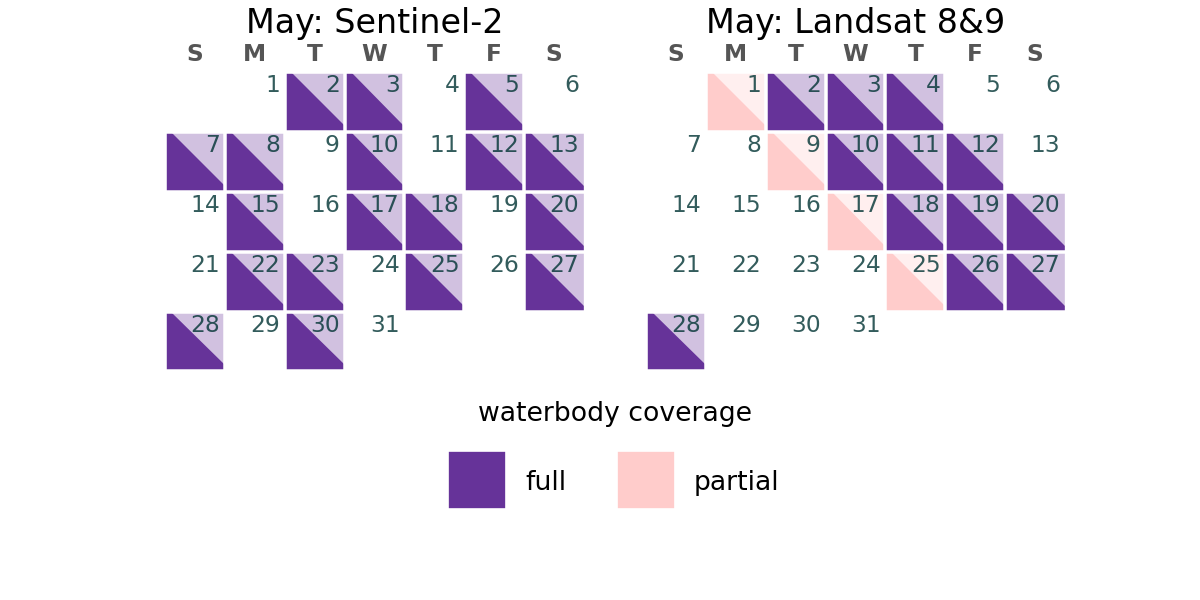 May: Sentinel-2
S M T W T F S
1 2 3 4 5 6
7 8 9 10 11 12 13
14 15 16 17 18 19 20
21 22 23 24 25 26 27
28 29 30 31
May: Landsat 8&9
S M T W T F S
1 2 3 4 5 6
7 8 9 10 11 12 13
14 15 16 17 18 19 20
21 22 23 24 25 26 27
28 29 30 31
waterbody coverage
full partial